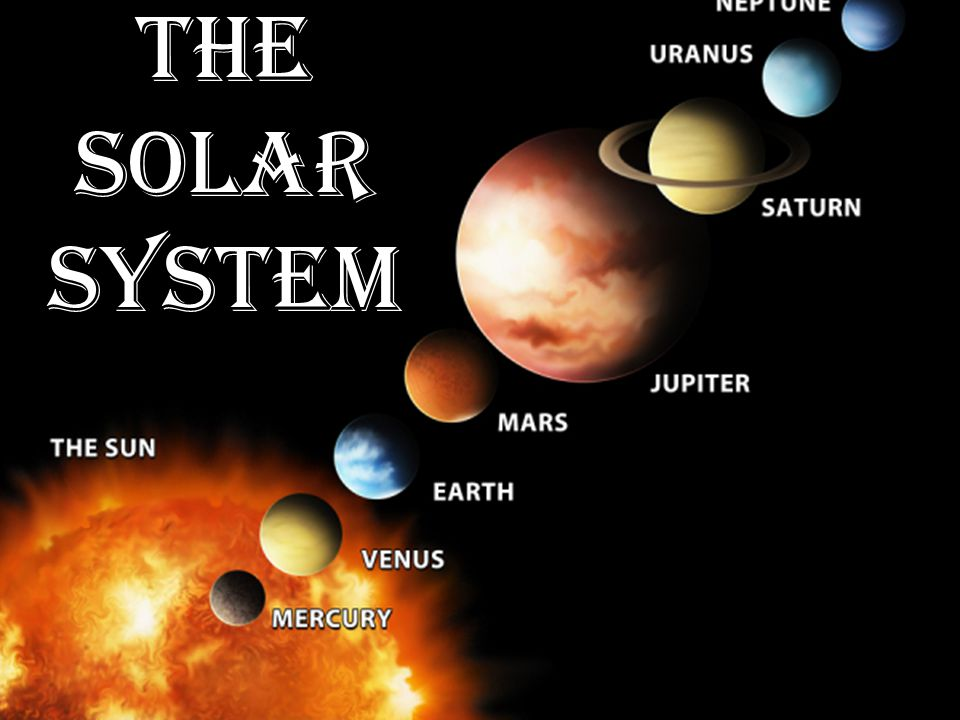 THE
SOLAR
SYSTEM
NEPTUNE
URANUS
SATURN
JUPITER
MARS
THE SUN
EARTH
VENUS
MERCURY